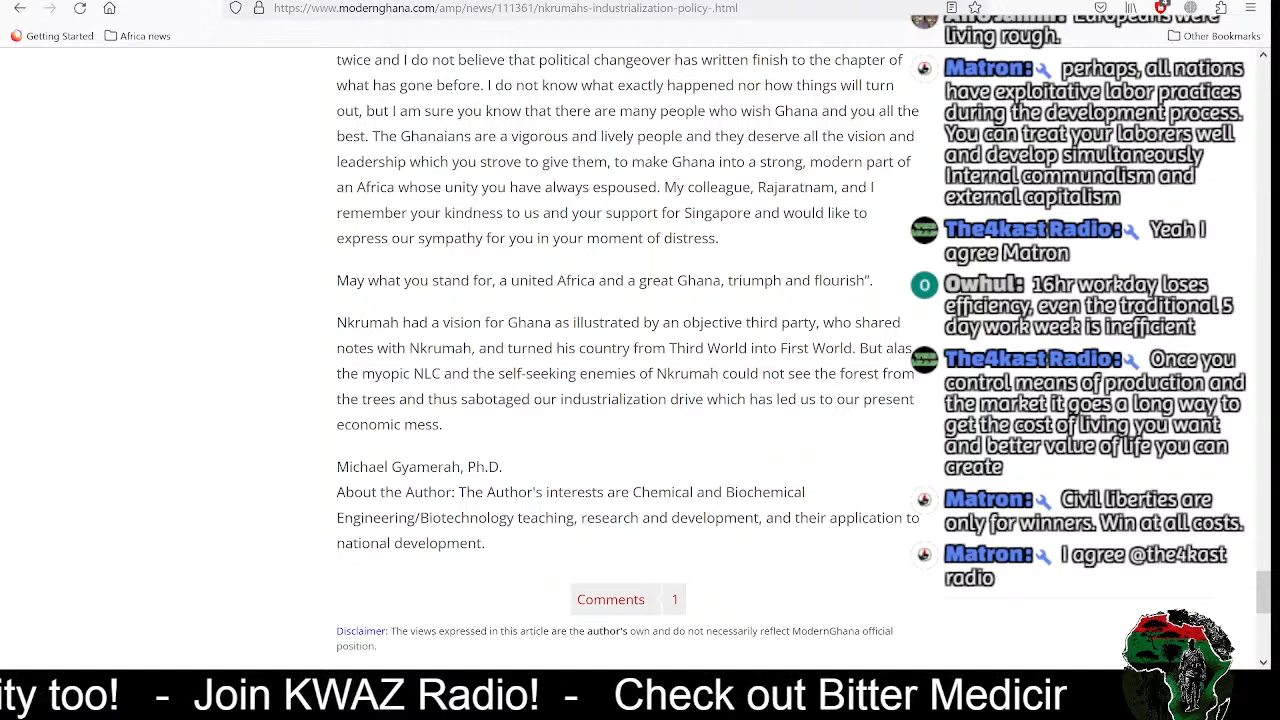 https://www.modernghana.com/amp/news/111361/nkrumahs-industrialization-policy-.html
Getting Started
Africa news
Other Bookmarks
twice and I do not believe that political changeover has written finish to the chapter of
what has gone before. I do not know what exactly happened nor how things will turn
out, but I am sure you know that there are many people who wish Ghana and you all the
best. The Ghanaians are a vigorous and lively people and they deserve all the vision and
leadership which you strove to give them, to make Ghana into a strong, modern part of
an Africa whose unity you have always espoused. My colleague, Rajaratnam, and I
remember your kindness to us and your support for Singapore and would like to
express our sympathy for you in your moment of distress.
May what you stand for, a united Africa and a great Ghana, triumph and flourish”.
Nkrumah had a vision for Ghana as illustrated by an objective third party, who shared
notes with Nkrumah, and turned his country from Third World into First World. But alas
the myopic NLC and the self-seeking enemies of Nkrumah could not see the forest from
the trees and thus sabotaged our industrialization drive which has led us to our present
economic mess.
Michael Gyamerah, Ph.D.
About the Author: The Author's interests are Chemical and Biochemical
Engineering/Biotechnology teaching, research and development, and their application to
national development.
Comments 1
Disclaimer: The views expressed in this article are the author's own and do not necessarily reflect ModernGhana official
position.
Europeans were
living rough.
Matron: perhaps, all nations
have exploitative labor practices
during the development process.
You can treat your laborers well
and develop simultaneously
Internal communalism and
external capitalism
The4kast Radio: Yeah I
agree Matron
O
Owhul: 16hr workday loses
efficiency, even the traditional 5
day work week is inefficient
The4kast Radio: Once you
control means of production and
the market it goes a long way to
get the cost of living you want
and better value of life you can
create
Matron: Civil liberties are
only for winners. Win at all costs.
Matron: I agree @the4kast
radio
ity too! - Join KWAZ Radio! - Check out Bitter Medicir